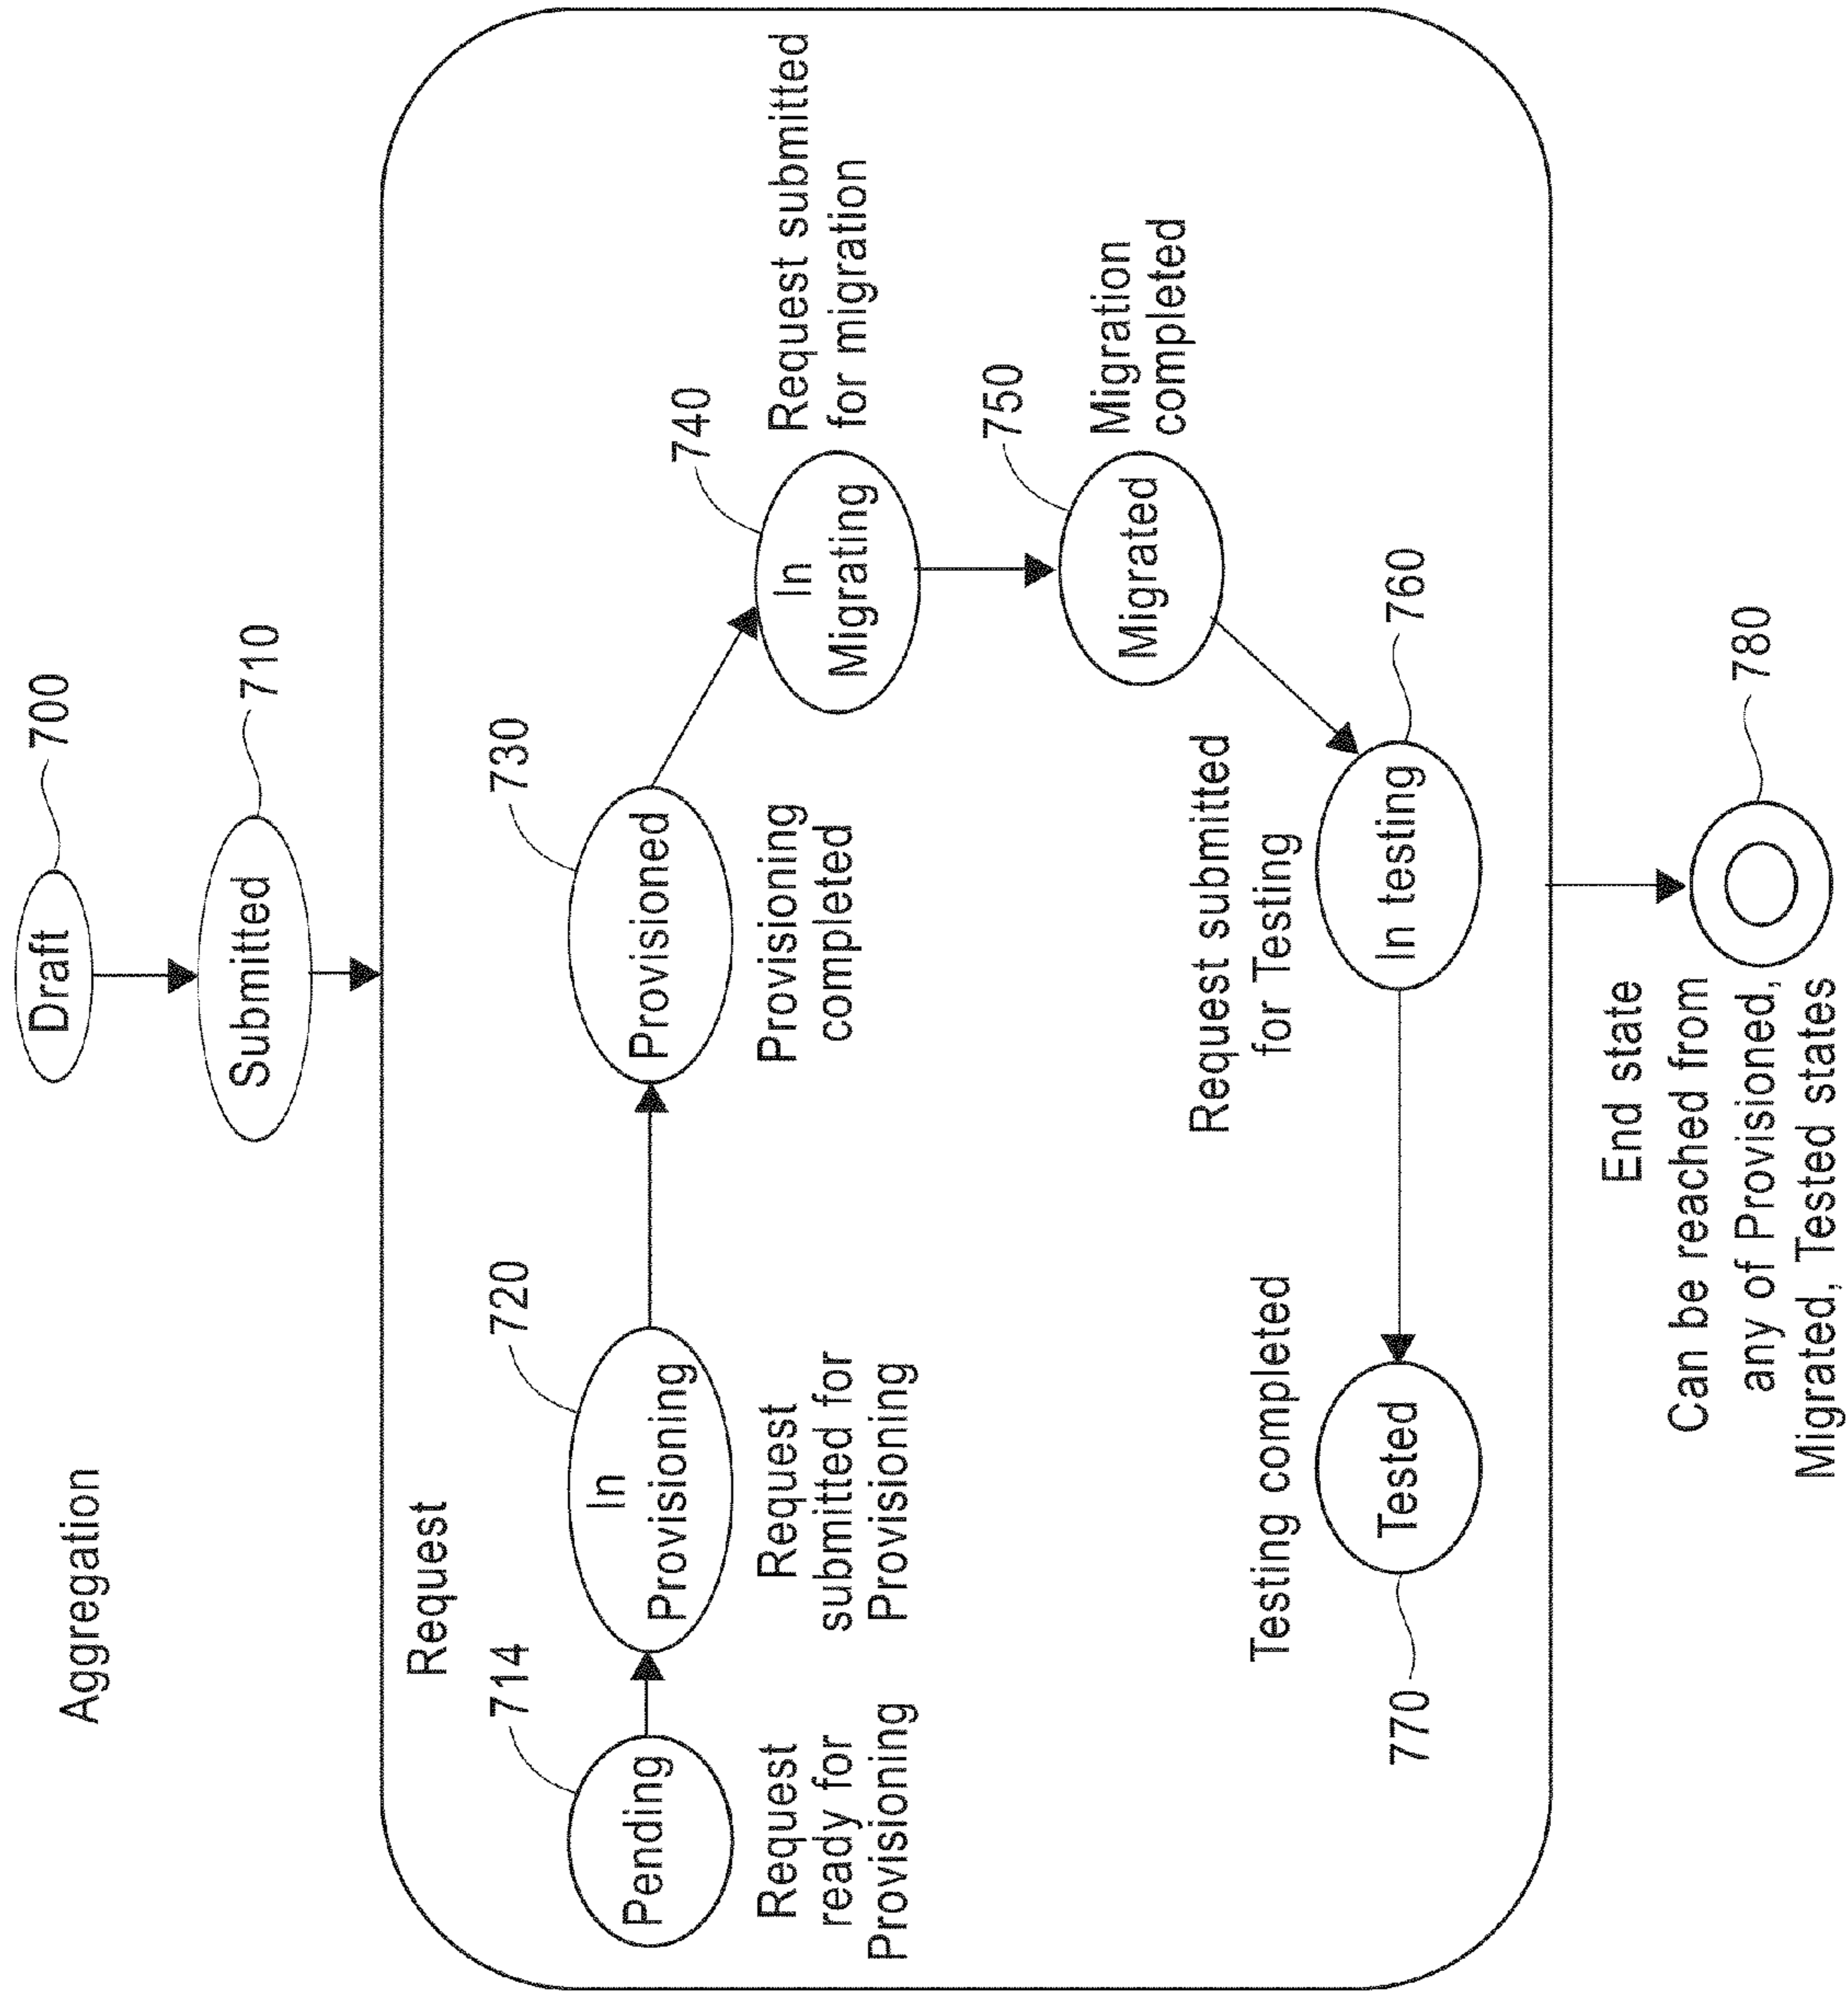 Aggregation
Draft
700
Submitted
710
Request
714
Pending
Request
ready for
Provisioning
720
In
Provisioning
Request
submitted for
Provisioning
730
Provisioned
Provisioning
completed
740
In
Migrating
Request submitted
for migration
750
Migrated
Migration
completed
Request submitted
for Testing
In testing
760
Testing completed
Tested
770
End state
Can be reached from
any of Provisioned,
Migrated, Tested states
780